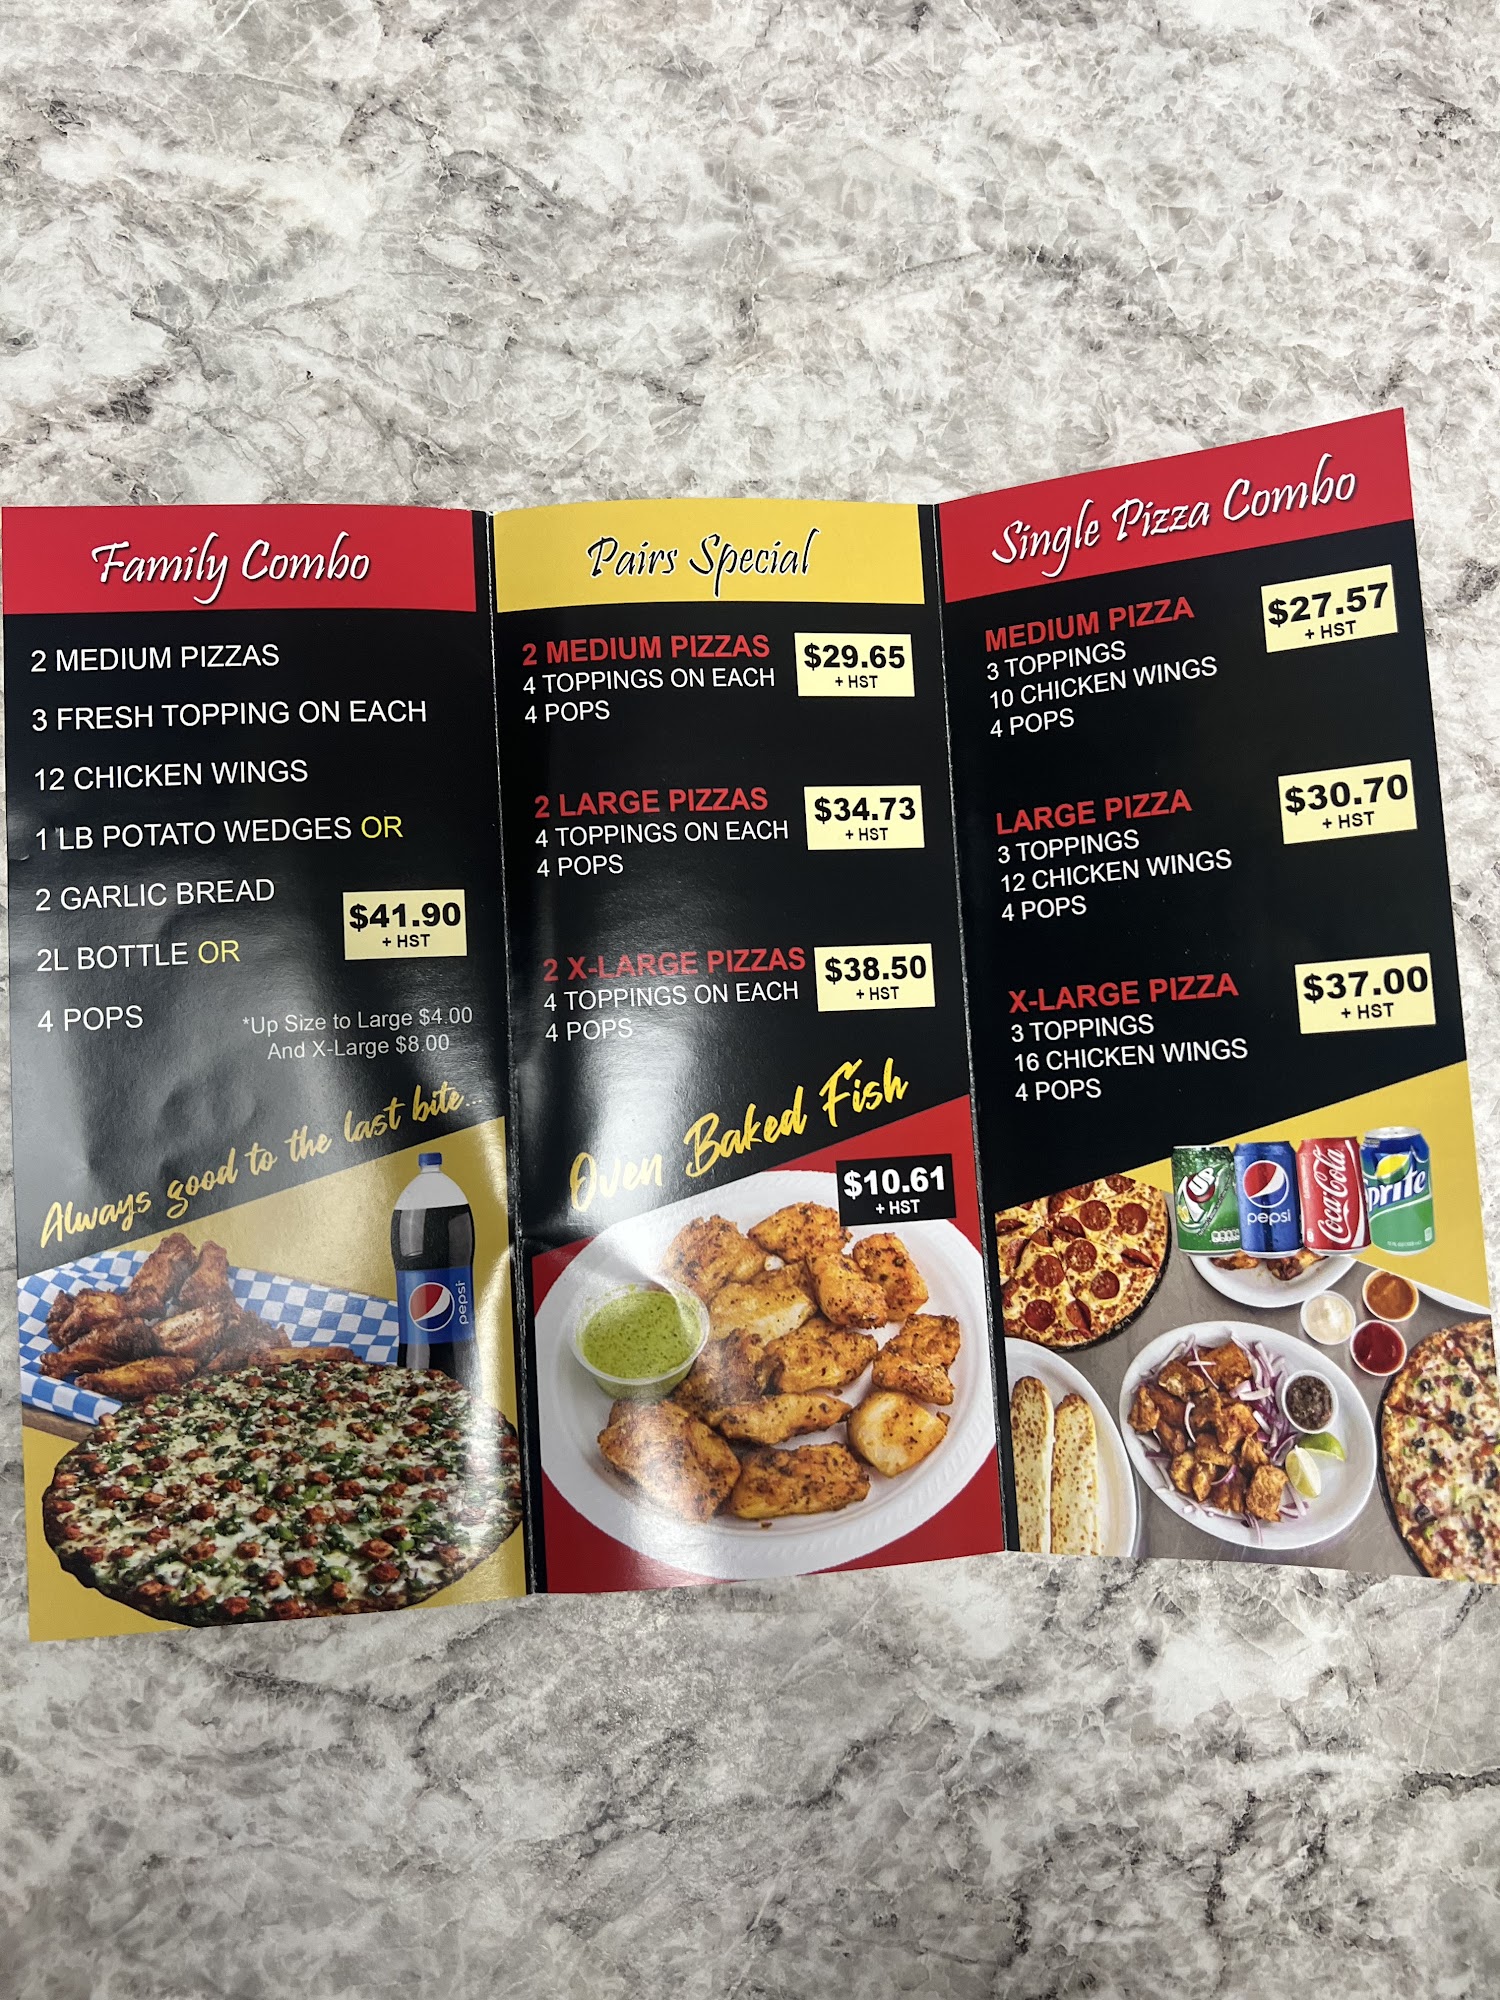 Family Combo
2 MEDIUM PIZZAS
3 FRESH TOPPING ON EACH
12 CHICKEN WINGS
1 LB POTATO WEDGES OR
2 GARLIC BREAD
2L BOTTLE OR
4 POPS
$41.90
+ HST
*Up Size to Large $4.00
And X-Large $8.00
Always good to the last bite...
pepsi
Pairs Special
2 MEDIUM PIZZAS
4 TOPPINGS ON EACH
4 POPS
$29.65
+ HST
2 LARGE PIZZAS
4 TOPPINGS ON EACH
4 POPS
$34.73
+ HST
2 X-LARGE PIZZAS
4 TOPPINGS ON EACH
4 POPS
$38.50
+ HST
Oven Baked Fish
$10.61
+ HST
Single Pizza Combo
MEDIUM PIZZA
3 TOPPINGS
10 CHICKEN WINGS
4 POPS
$27.57
+ HST
LARGE PIZZA
3 TOPPINGS
12 CHICKEN WINGS
4 POPS
$30.70
+ HST
X-LARGE PIZZA
3 TOPPINGS
16 CHICKEN WINGS
4 POPS
$37.00
+ HST
7UP
pepsi
Coca-Cola
prite